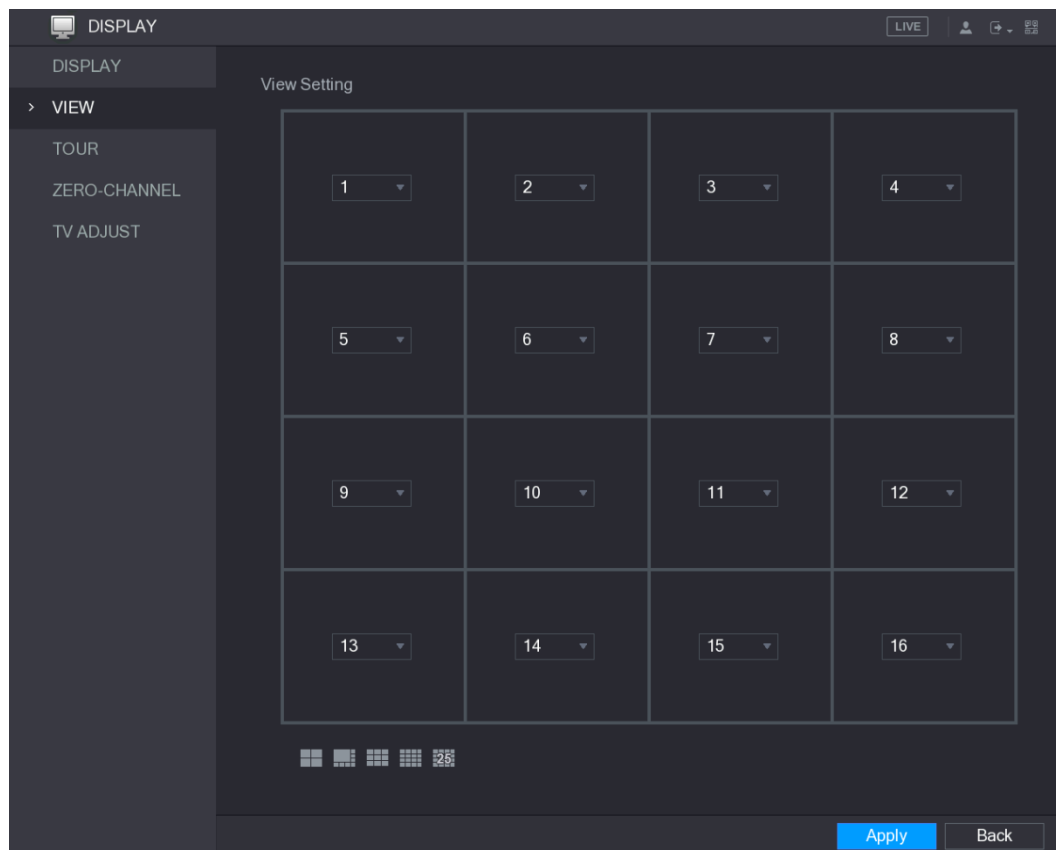 DISPLAY
LIVE
DISPLAY
VIEW
TOUR
ZERO-CHANNEL
TV ADJUST
View Setting
1 2 3 4
5 6 7 8
9 10 11 12
13 14 15 16
25
Apply Back